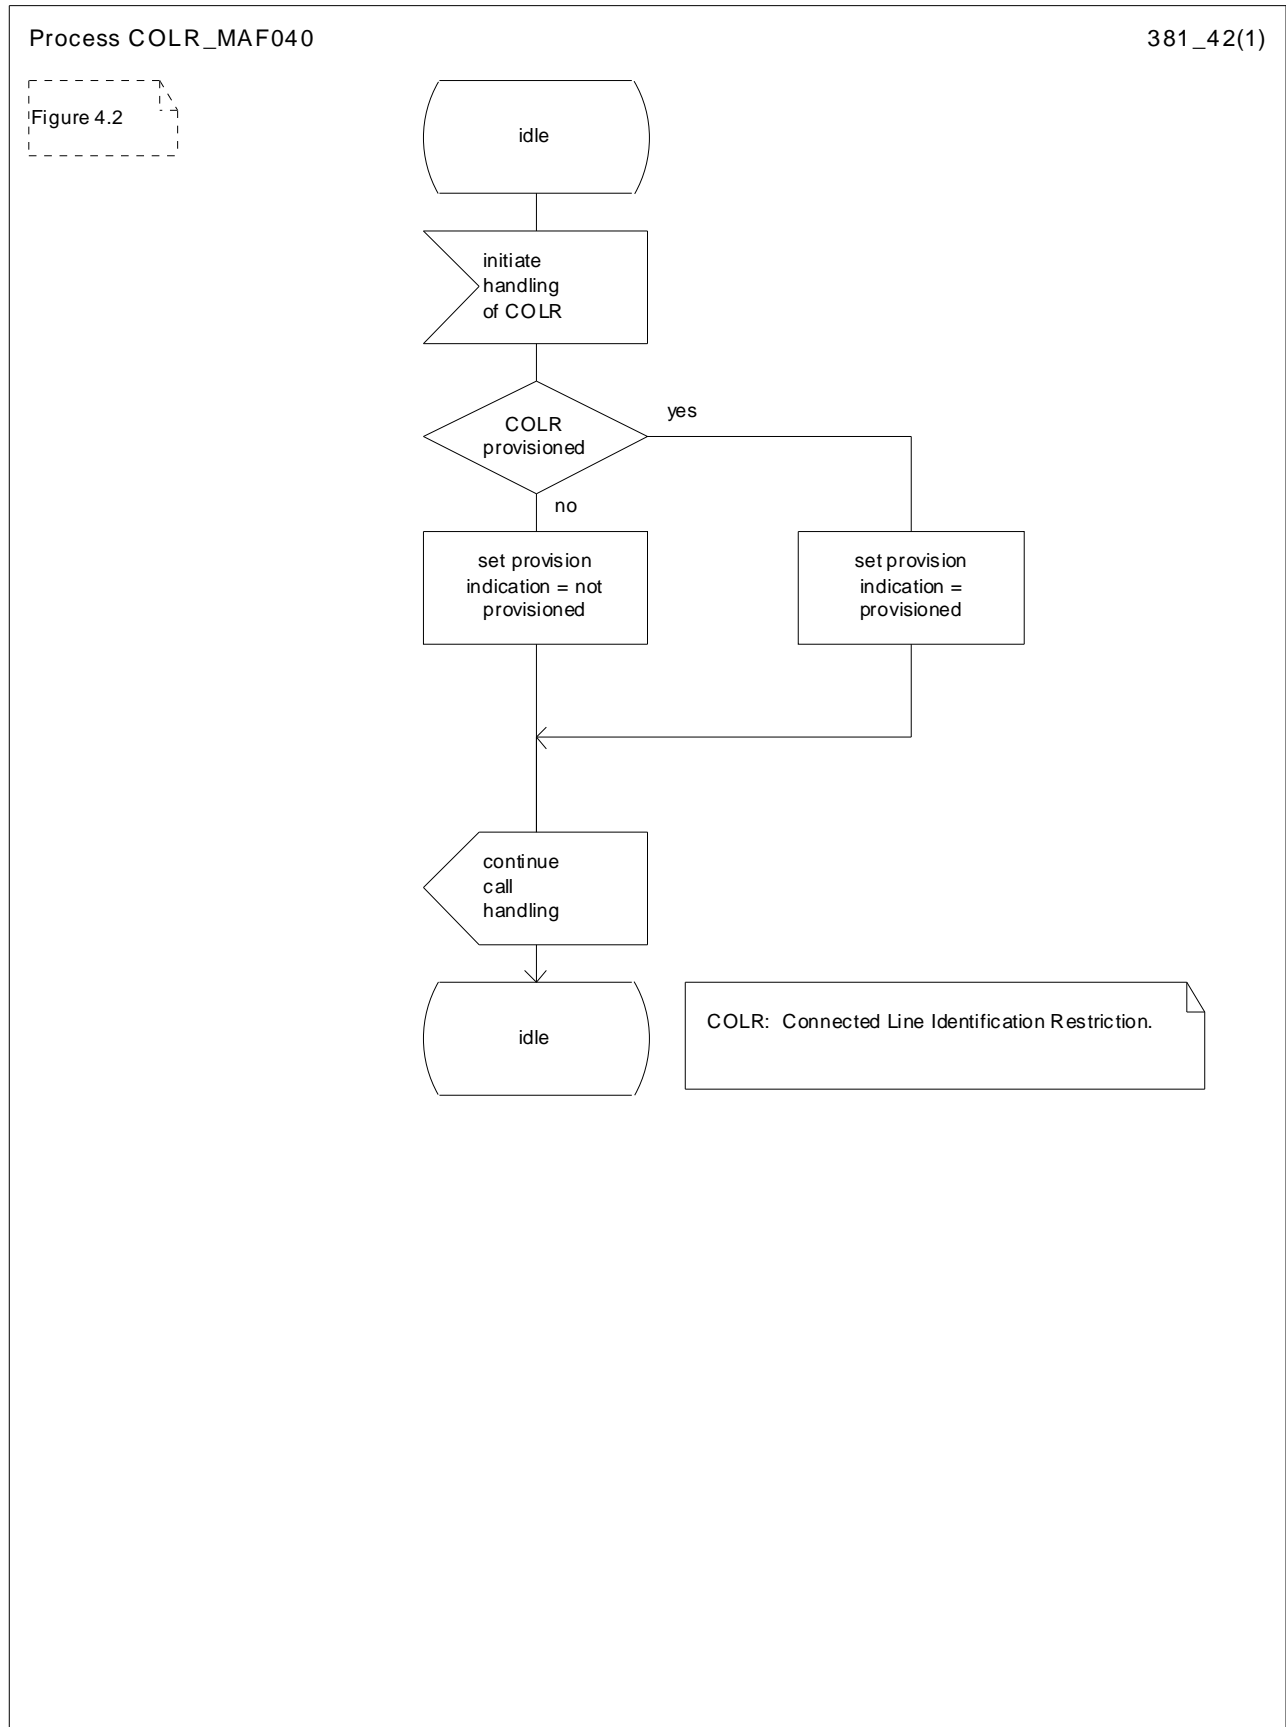 Process COLR_MAF040
381_42(1)
Figure 4.2
idle
initiate
handling
of COLR
COLR
provisioned
yes
no
set provision
indication = not
provisioned
set provision
indication =
provisioned
continue
call
handling
idle
COLR: Connected Line Identification Restriction.